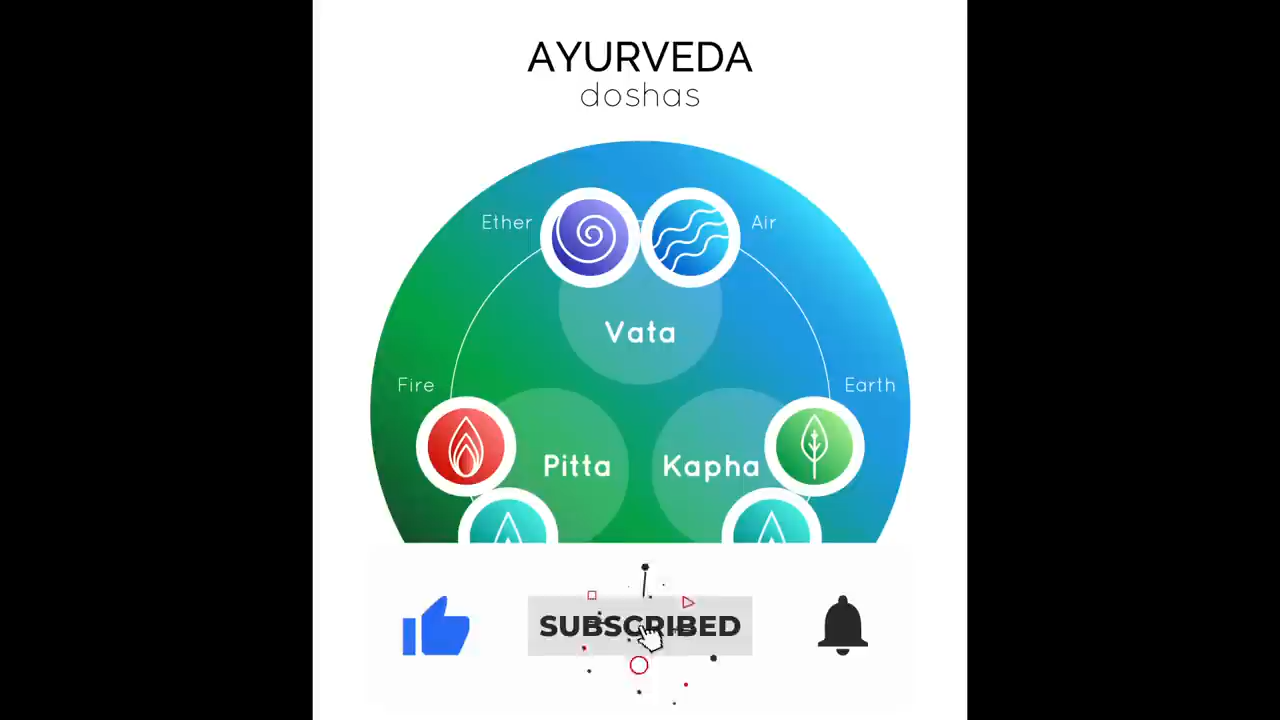 AYURVEDA
doshas
Ether
Air
Vata
Fire
Earth
Pitta
Kapha
SUBSCRIBED